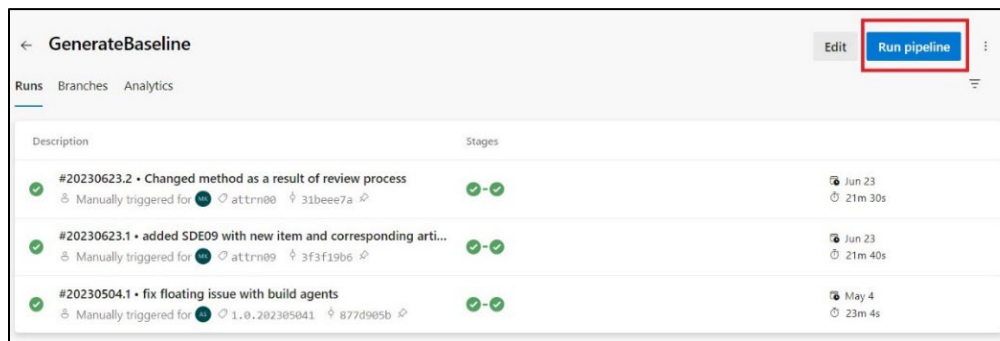 ← GenerateBaseline
Edit Run pipeline
Runs Branches Analytics
Description Stages
#20230623.2 • Changed method as a result of review process
Jun 23
Manually triggered for MK attrn00 31beee7a
21m 30s
#20230623.1 • added SDE09 with new item and corresponding arti...
Jun 23
Manually triggered for MK attrn09 3f3f19b6
21m 40s
#20230504.1 • fix floating issue with build agents
May 4
Manually triggered for AS 1.0.202305041 877d905b
23m 4s